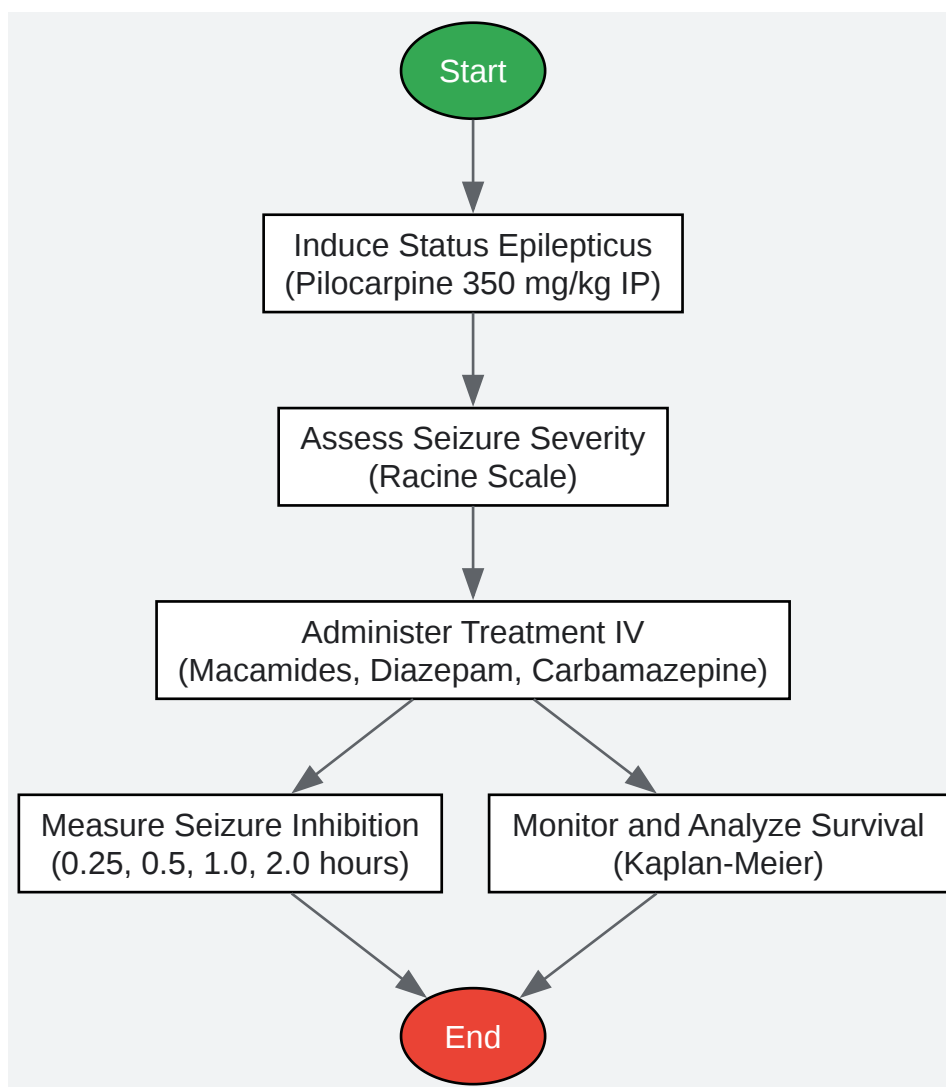 Start
Induce Status Epilepticus
(Pilocarpine 350 mg/kg IP)
Assess Seizure Severity
(Racine Scale)
Administer Treatment IV
(Macamides, Diazepam, Carbamazepine)
Measure Seizure Inhibition
(0.25, 0.5, 1.0, 2.0 hours)
Monitor and Analyze Survival
(Kaplan-Meier)
End